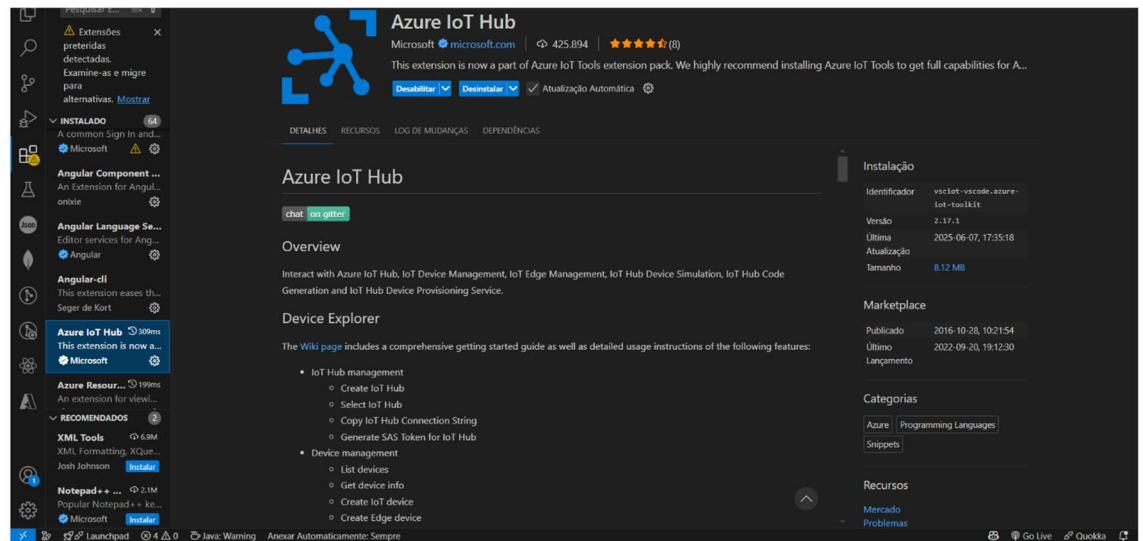 Pesquisar E...
Extensões
preteridas
detectadas.
Examine-as e migre
para
alternativas. Mostrar
INSTALADO 64
A common Sign In and...
Microsoft
Angular Component ...
An Extension for Angul...
onixie
Angular Language Se...
Editor services for Ang...
Angular
Angular-cli
This extension eases th...
Seger de Kort
Azure IoT Hub 309ms
This extension is now a...
Microsoft
Azure Resour... 199ms
An extension for viewi...
RECOMENDADOS 2
XML Tools 6.9M
XML Formatting, XQue...
Josh Johnson Instalar
Notepad++ ... 2.1M
Popular Notepad++ ke...
Microsoft Instalar
Json
1
Azure IoT Hub
Microsoft microsoft.com 425.894 (8)
This extension is now a part of Azure IoT Tools extension pack. We highly recommend installing Azure IoT Tools to get full capabilities for A...
Desabilitar Desinstalar Atualização Automática
DETALHES RECURSOS LOG DE MUDANÇAS DEPENDÊNCIAS
Azure IoT Hub
chat on gitter
Overview
Interact with Azure IoT Hub, IoT Device Management, IoT Edge Management, IoT Hub Device Simulation, IoT Hub Code
Generation and IoT Hub Device Provisioning Service.
Device Explorer
The Wiki page includes a comprehensive getting started guide as well as detailed usage instructions of the following features:
IoT Hub management
Create IoT Hub
Select IoT Hub
Copy IoT Hub Connection String
Generate SAS Token for IoT Hub
Device management
List devices
Get device info
Create IoT device
Create Edge device
Instalação
Identificador vsciot-vscode.azure-
iot-toolkit
Versão 2.17.1
Última 2025-06-07, 17:35:18
Atualização
Tamanho 8.12 MB
Marketplace
Publicado 2016-10-28, 10:21:54
Último 2022-09-20, 19:12:30
Lançamento
Categorias
Azure Programming Languages
Snippets
Recursos
Mercado
Problemas
Launchpad 4 0 Java: Warning Anexar Automaticamente: Sempre Go Live Quokka